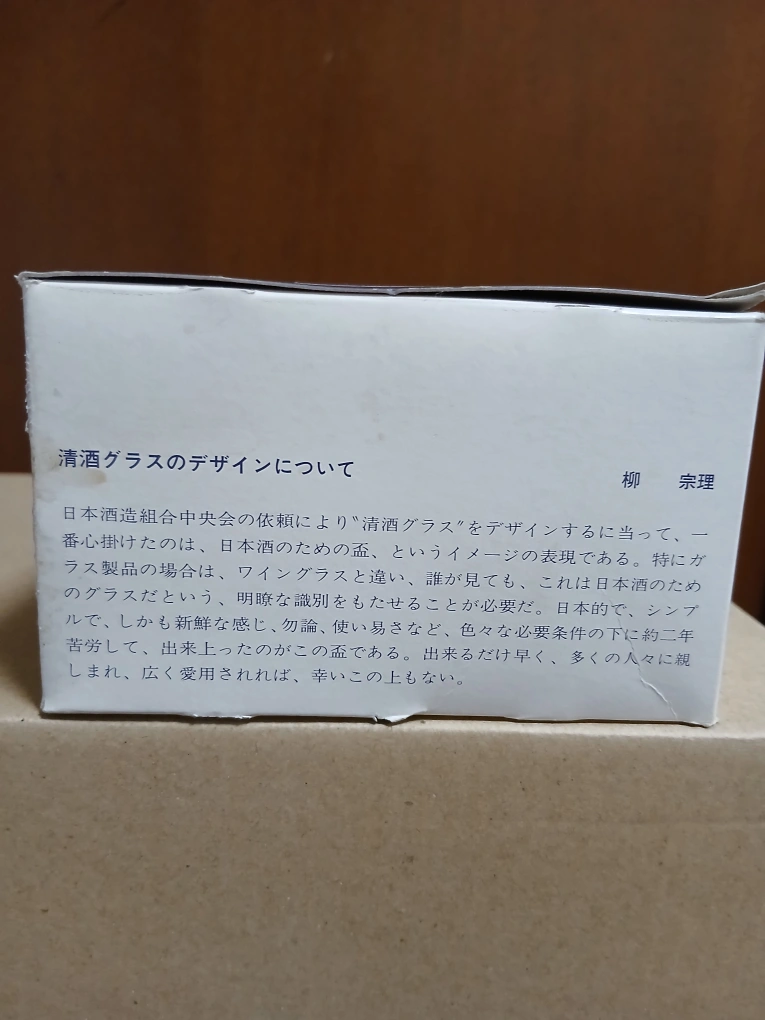 清酒グラスのデザインについて
柳 宗理
日本酒造組合中央会の依頼により〝清酒グラス〟をデザインするに当って、一
番心掛けたのは、日本酒のための盃、というイメージの表現である。特にガ
ラス製品の場合は、ワイングラスと違い、誰が見ても、これは日本酒のため
のグラスだという、明瞭な識別をもたせることが必要だ。日本的で、シンプ
ルで、しかも新鮮な感じ、勿論、使い易さなど、色々な必要条件の下に約二年
苦労して、出来上ったのがこの盃である。出来るだけ早く、多くの人々に親
しまれ、広く愛用されれば、幸いこの上もない。